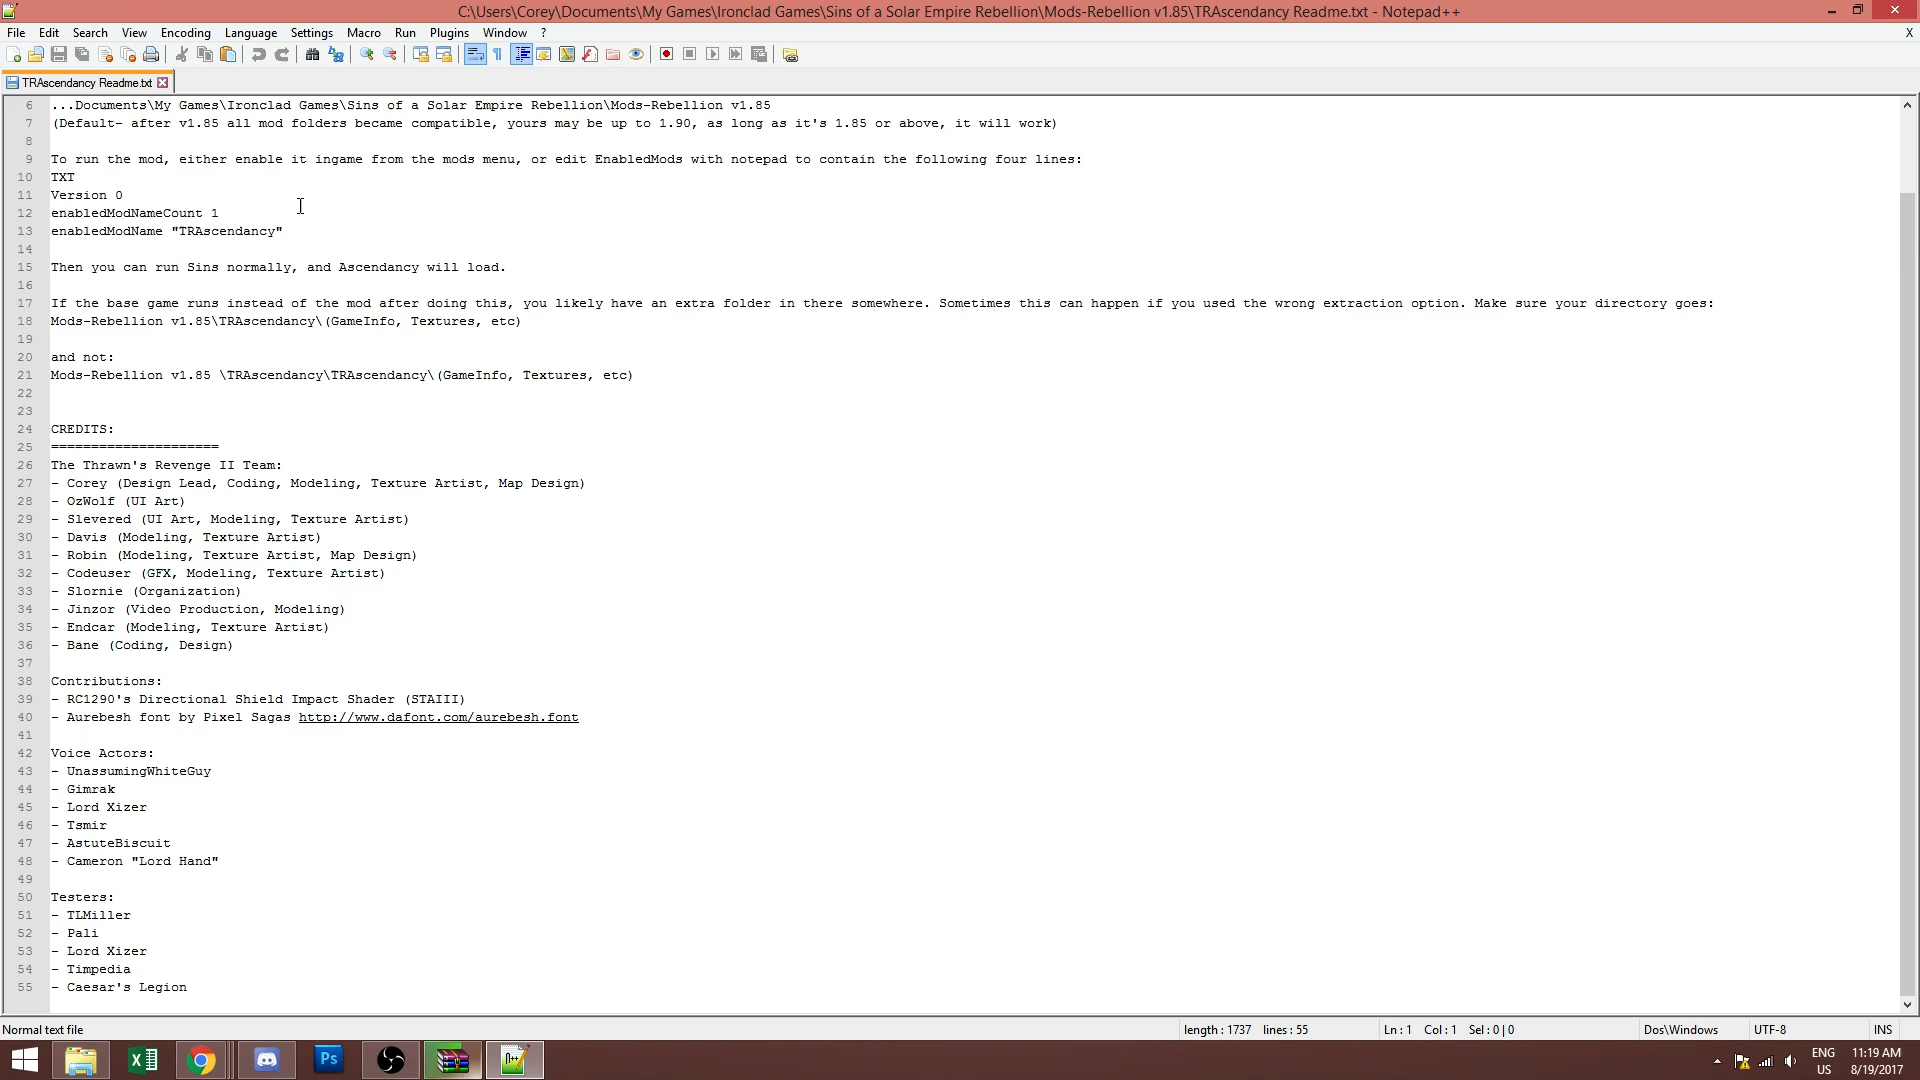 C:\Users\Corey\Documents\My Games\Ironclad Games\Sins of a Solar Empire Rebellion\Mods-Rebellion v1.85\TRAscendancy Readme.txt - Notepad++
File Edit Search View Encoding Language Settings Macro Run Plugins Window ? X
TRAscendancy Readme.txt
6 ...Documents\My Games\Ironclad Games\Sins of a Solar Empire Rebellion\Mods-Rebellion v1.85
7 (Default- after v1.85 all mod folders became compatible, yours may be up to 1.90, as long as it's 1.85 or above, it will work)
8
9 To run the mod, either enable it ingame from the mods menu, or edit EnabledMods with notepad to contain the following four lines:
10 TXT
11 Version 0
12 enabledModNameCount 1
13 enabledModName "TRAscendancy"
14
15 Then you can run Sins normally, and Ascendancy will load.
16
17 If the base game runs instead of the mod after doing this, you likely have an extra folder in there somewhere. Sometimes this can happen if you used the wrong extraction option. Make sure your directory goes:
18 Mods-Rebellion v1.85\TRAscendancy\(GameInfo, Textures, etc)
19
20 and not:
21 Mods-Rebellion v1.85 \TRAscendancy\TRAscendancy\(GameInfo, Textures, etc)
22
23
24 CREDITS:
25 =====================
26 The Thrawn's Revenge II Team:
27 - Corey (Design Lead, Coding, Modeling, Texture Artist, Map Design)
28 - OzWolf (UI Art)
29 - Slevered (UI Art, Modeling, Texture Artist)
30 - Davis (Modeling, Texture Artist)
31 - Robin (Modeling, Texture Artist, Map Design)
32 - Codeuser (GFX, Modeling, Texture Artist)
33 - Slornie (Organization)
34 - Jinzor (Video Production, Modeling)
35 - Endcar (Modeling, Texture Artist)
36 - Bane (Coding, Design)
37
38 Contributions:
39 - RC1290's Directional Shield Impact Shader (STAIII)
40 - Aurebesh font by Pixel Sagas http://www.dafont.com/aurebesh.font
41
42 Voice Actors:
43 - UnassumingWhiteGuy
44 - Gimrak
45 - Lord Xizer
46 - Tsmir
47 - AstuteBiscuit
48 - Cameron "Lord Hand"
49
50 Testers:
51 - TLMiller
52 - Pali
53 - Lord Xizer
54 - Timpedia
55 - Caesar's Legion
Normal text file length : 1737 lines : 55 Ln : 1 Col : 1 Sel : 0 | 0 Dos\Windows UTF-8 INS
Ps
ENG 11:19 AM
US 8/19/2017